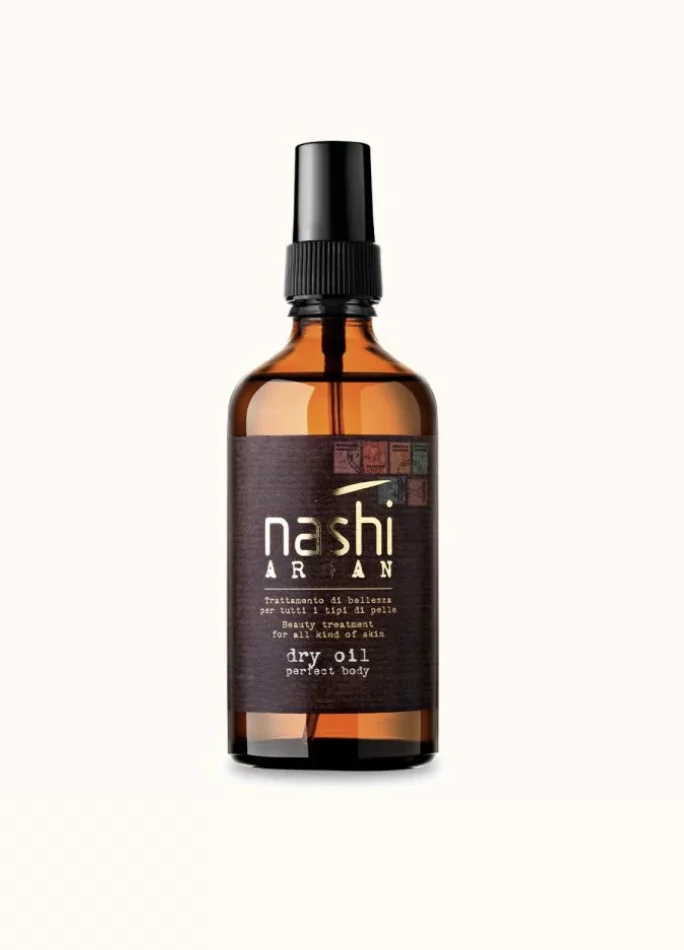 nashi
ARGAN
Trattamento di bellezza
per tutti i tipi di pelle
Beauty treatment
for all kind of skin
dry oil
perfect body